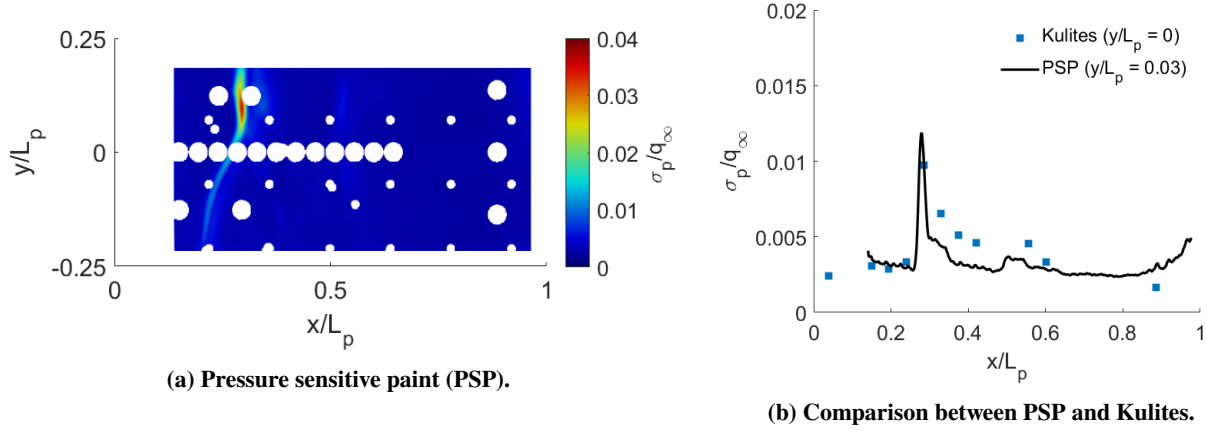 0.25
0
-0.25
y/L_p
0
0.5
1
x/L_p
0.04
0.03
0.02
0.01
0
σ_p/q_∞
(a) Pressure sensitive paint (PSP).
0.02
0.015
0.01
0.005
0
σ_p/q_∞
Kulites (y/L_p = 0)
PSP (y/L_p = 0.03)
0
0.2
0.4
0.6
0.8
1
x/L_p
(b) Comparison between PSP and Kulites.